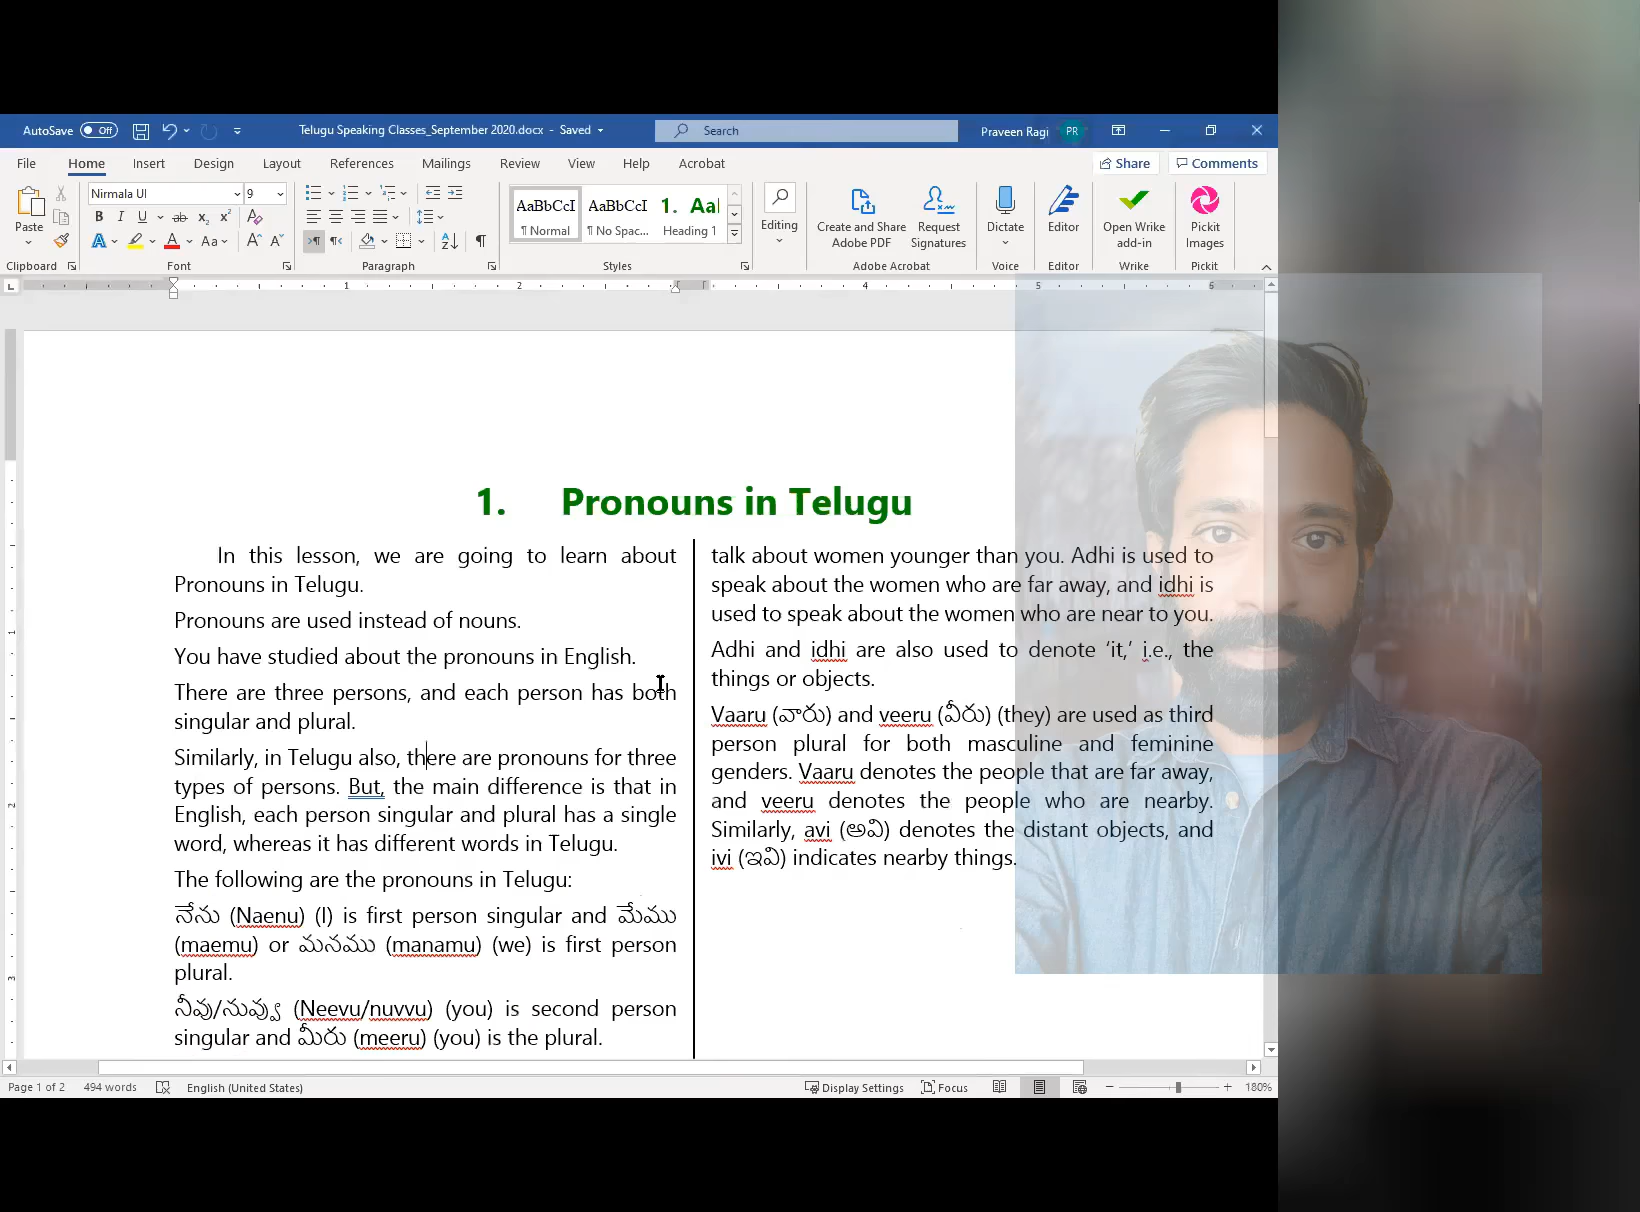 AutoSave Off
Telugu Speaking Classes_September 2020.docx - Saved
Search
Praveen Ragi PR
File Home Insert Design Layout References Mailings Review View Help Acrobat
Share Comments
Nirmala UI 9
Paste
B I U ab x₂ x²
A A Aa A A
AaBbCcI AaBbCcI 1. Aal
¶ Normal ¶ No Spac... Heading 1
Editing
Create and Share Adobe PDF
Request Signatures
Dictate
Editor
Open Wrike add-in
Pickit Images
Clipboard Font Paragraph Styles Adobe Acrobat Voice Editor Wrike Pickit
1 2 4 5 6
1. Pronouns in Telugu
In this lesson, we are going to learn about
Pronouns in Telugu.
Pronouns are used instead of nouns.
You have studied about the pronouns in English.
There are three persons, and each person has both
singular and plural.
Similarly, in Telugu also, there are pronouns for three
types of persons. But, the main difference is that in
English, each person singular and plural has a single
word, whereas it has different words in Telugu.
The following are the pronouns in Telugu:
నేను (Naenu) (I) is first person singular and మేము
(maemu) or మనము (manamu) (we) is first person
plural.
నీవు/నువ్వు (Neevu/nuvvu) (you) is second person
singular and మీరు (meeru) (you) is the plural.
talk about women younger than you. Adhi is used to
speak about the women who are far away, and idhi is
used to speak about the women who are near to you.
Adhi and idhi are also used to denote ‘it,’ i.e., the
things or objects.
Vaaru (వారు) and veeru (వీరు) (they) are used as third
person plural for both masculine and feminine
genders. Vaaru denotes the people that are far away,
and veeru denotes the people who are nearby.
Similarly, avi (అవి) denotes the distant objects, and
ivi (ఇవి) indicates nearby things.
1
2
3
Page 1 of 2 494 words English (United States)
Display Settings Focus 180%